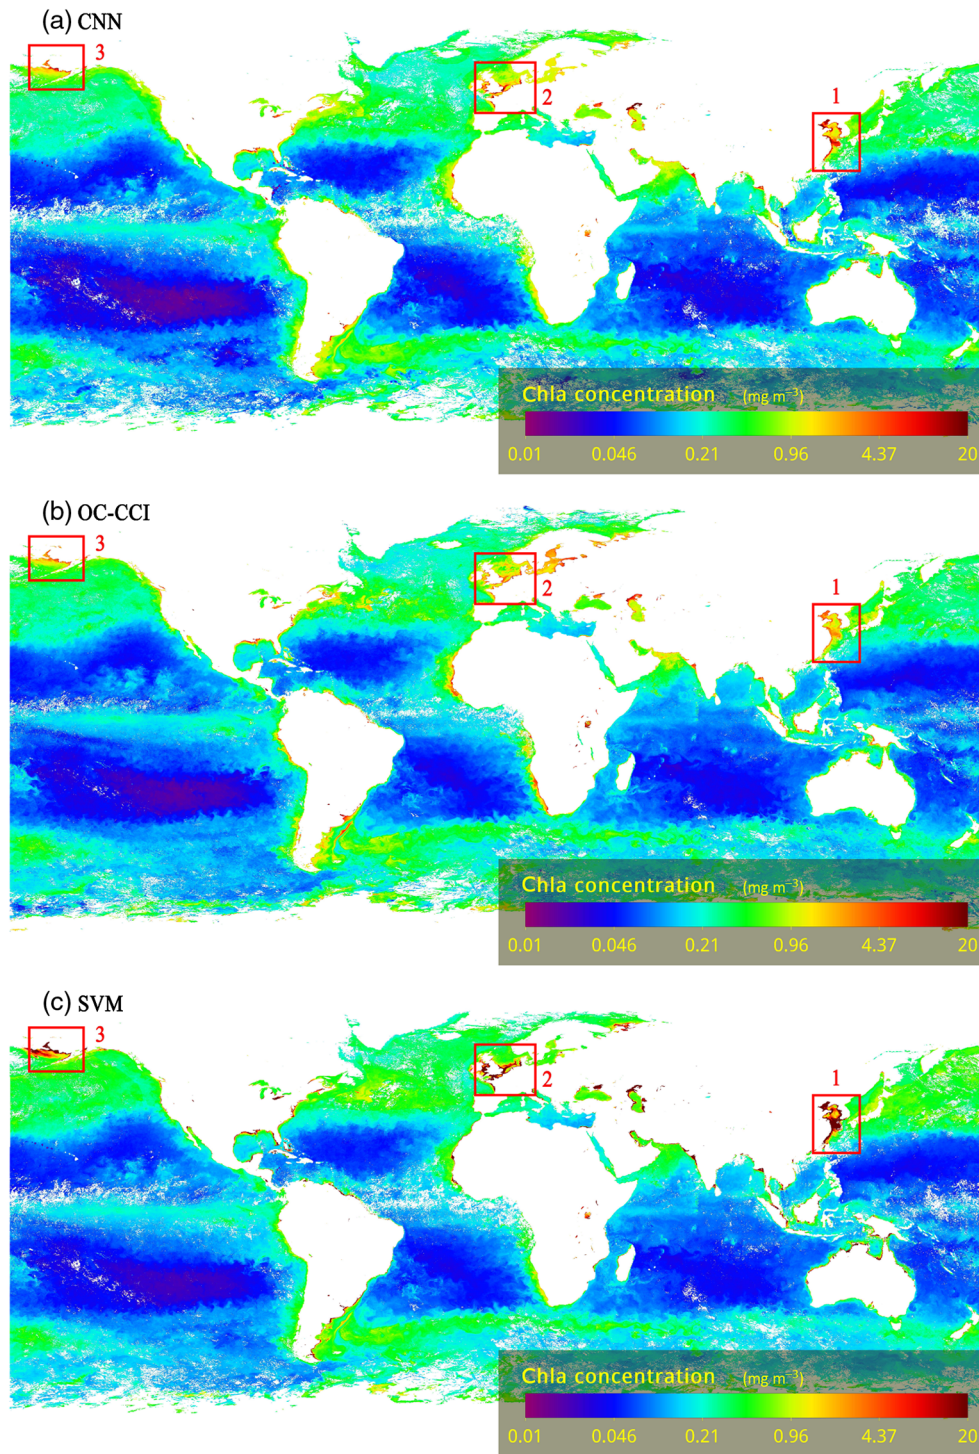 (a) CNN
3
2
1
Chla concentration (mg m⁻³)
0.01 0.046 0.21 0.96 4.37 20
(b) OC-CCI
3
2
1
Chla concentration (mg m⁻³)
0.01 0.046 0.21 0.96 4.37 20
(c) SVM
3
2
1
Chla concentration (mg m⁻³)
0.01 0.046 0.21 0.96 4.37 20